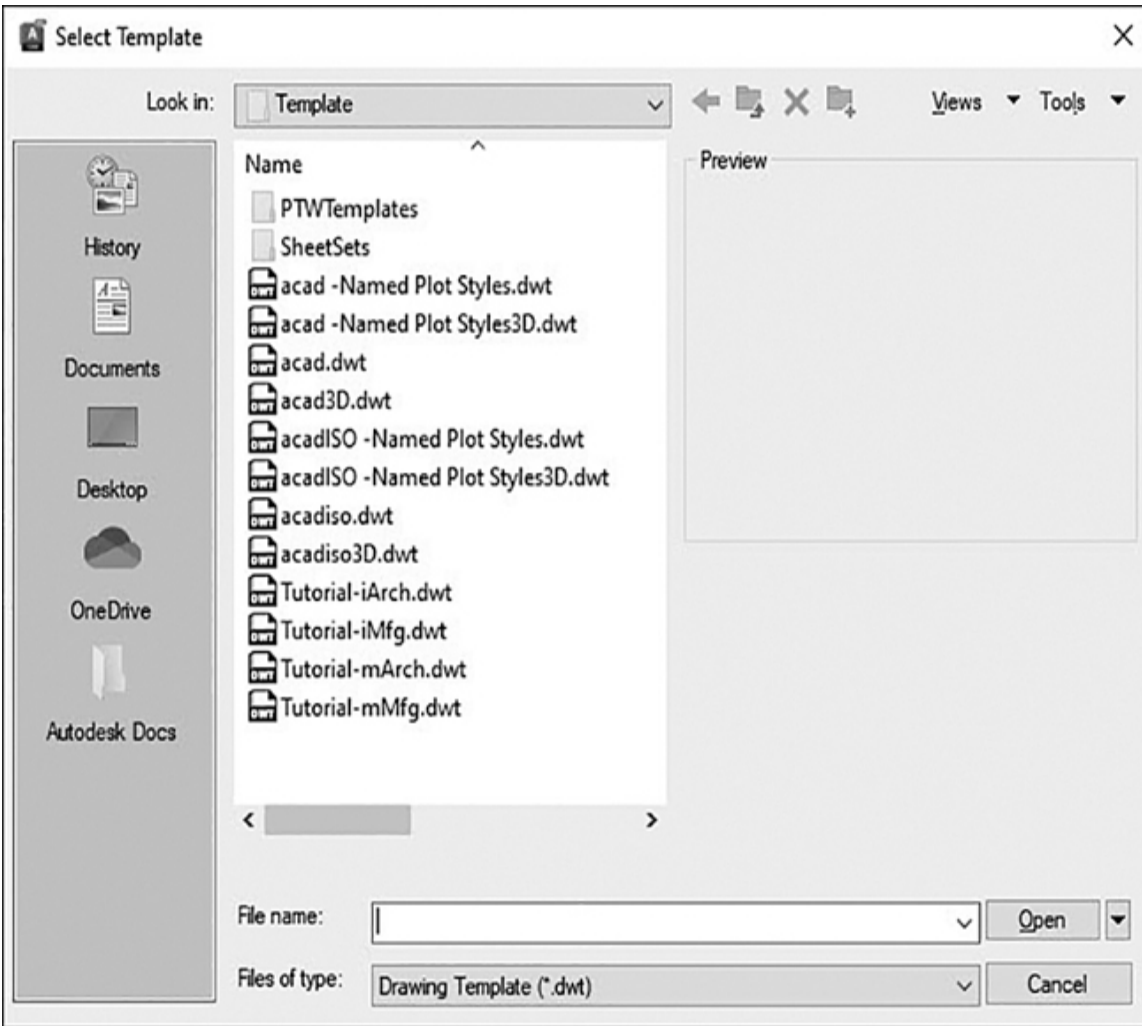 Select Template
Look in: Template Views Tools
History
Documents
Desktop
OneDrive
Autodesk Docs
Name
PTWTemplates
SheetSets
acad -Named Plot Styles.dwt
acad -Named Plot Styles3D.dwt
acad.dwt
acad3D.dwt
acadISO -Named Plot Styles.dwt
acadISO -Named Plot Styles3D.dwt
acadiso.dwt
acadiso3D.dwt
Tutorial-iArch.dwt
Tutorial-iMfg.dwt
Tutorial-mArch.dwt
Tutorial-mMfg.dwt
Preview
File name: Open
Files of type: Drawing Template (*.dwt) Cancel